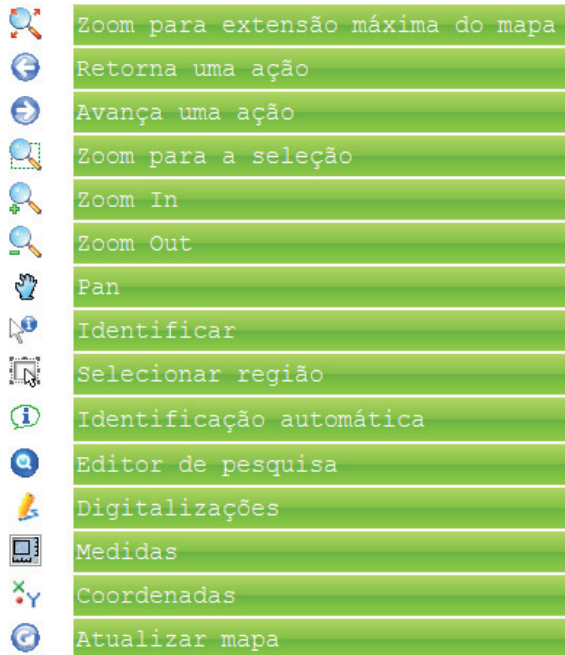 Zoom para extensão máxima do mapa
Retorna uma ação
Avança uma ação
Zoom para a seleção
Zoom In
Zoom Out
Pan
Identificar
Selecionar região
Identificação automática
Editor de pesquisa
Digitalizações
Medidas
Coordenadas
Atualizar mapa